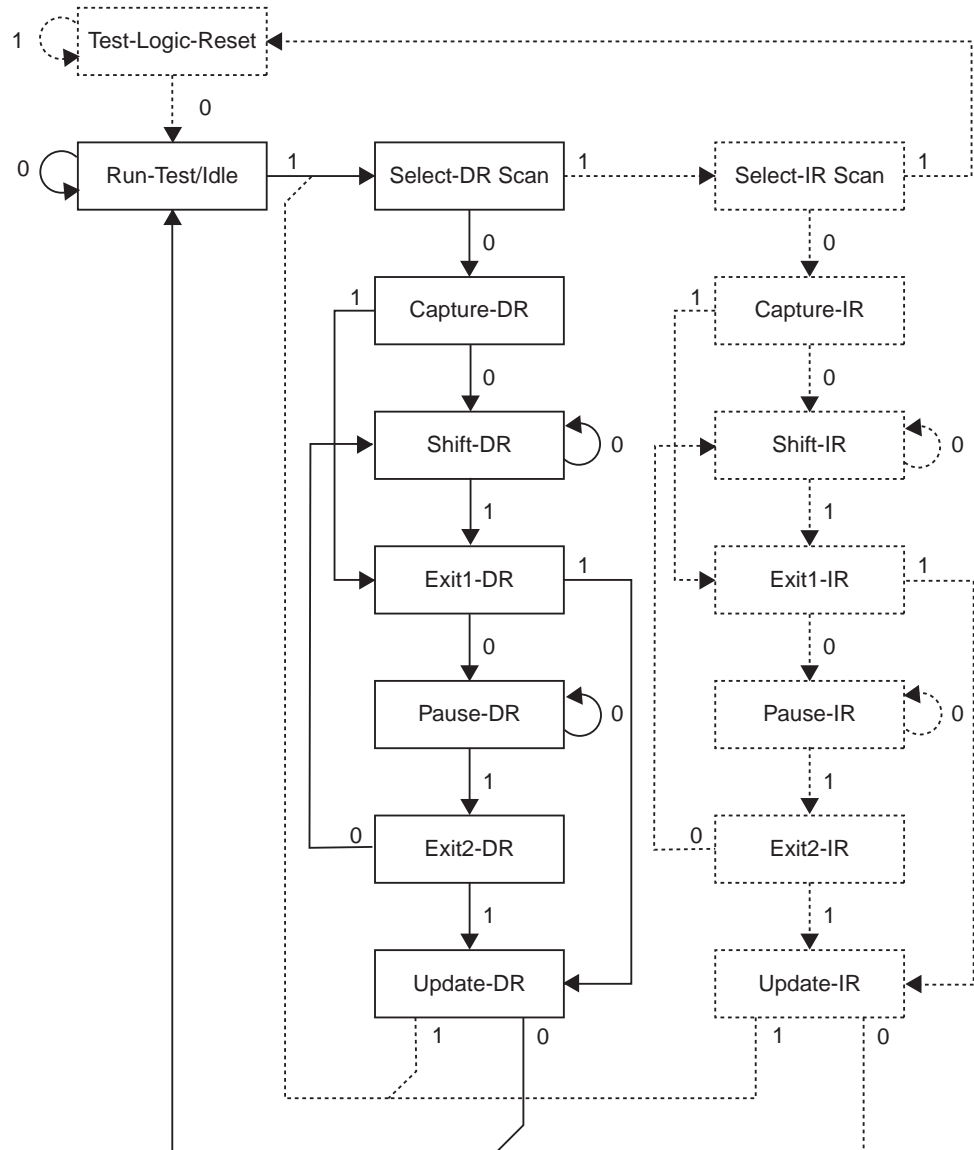 Test-Logic-Reset
1
0
Run-Test/Idle
0
1
Select-DR Scan
1
Select-IR Scan
1
0
0
Capture-DR
1
Capture-IR
1
0
0
Shift-DR
0
Shift-IR
0
1
1
Exit1-DR
1
Exit1-IR
1
0
0
Pause-DR
0
Pause-IR
0
1
1
Exit2-DR
0
Exit2-IR
0
1
1
Update-DR
Update-IR
1
0
1
0